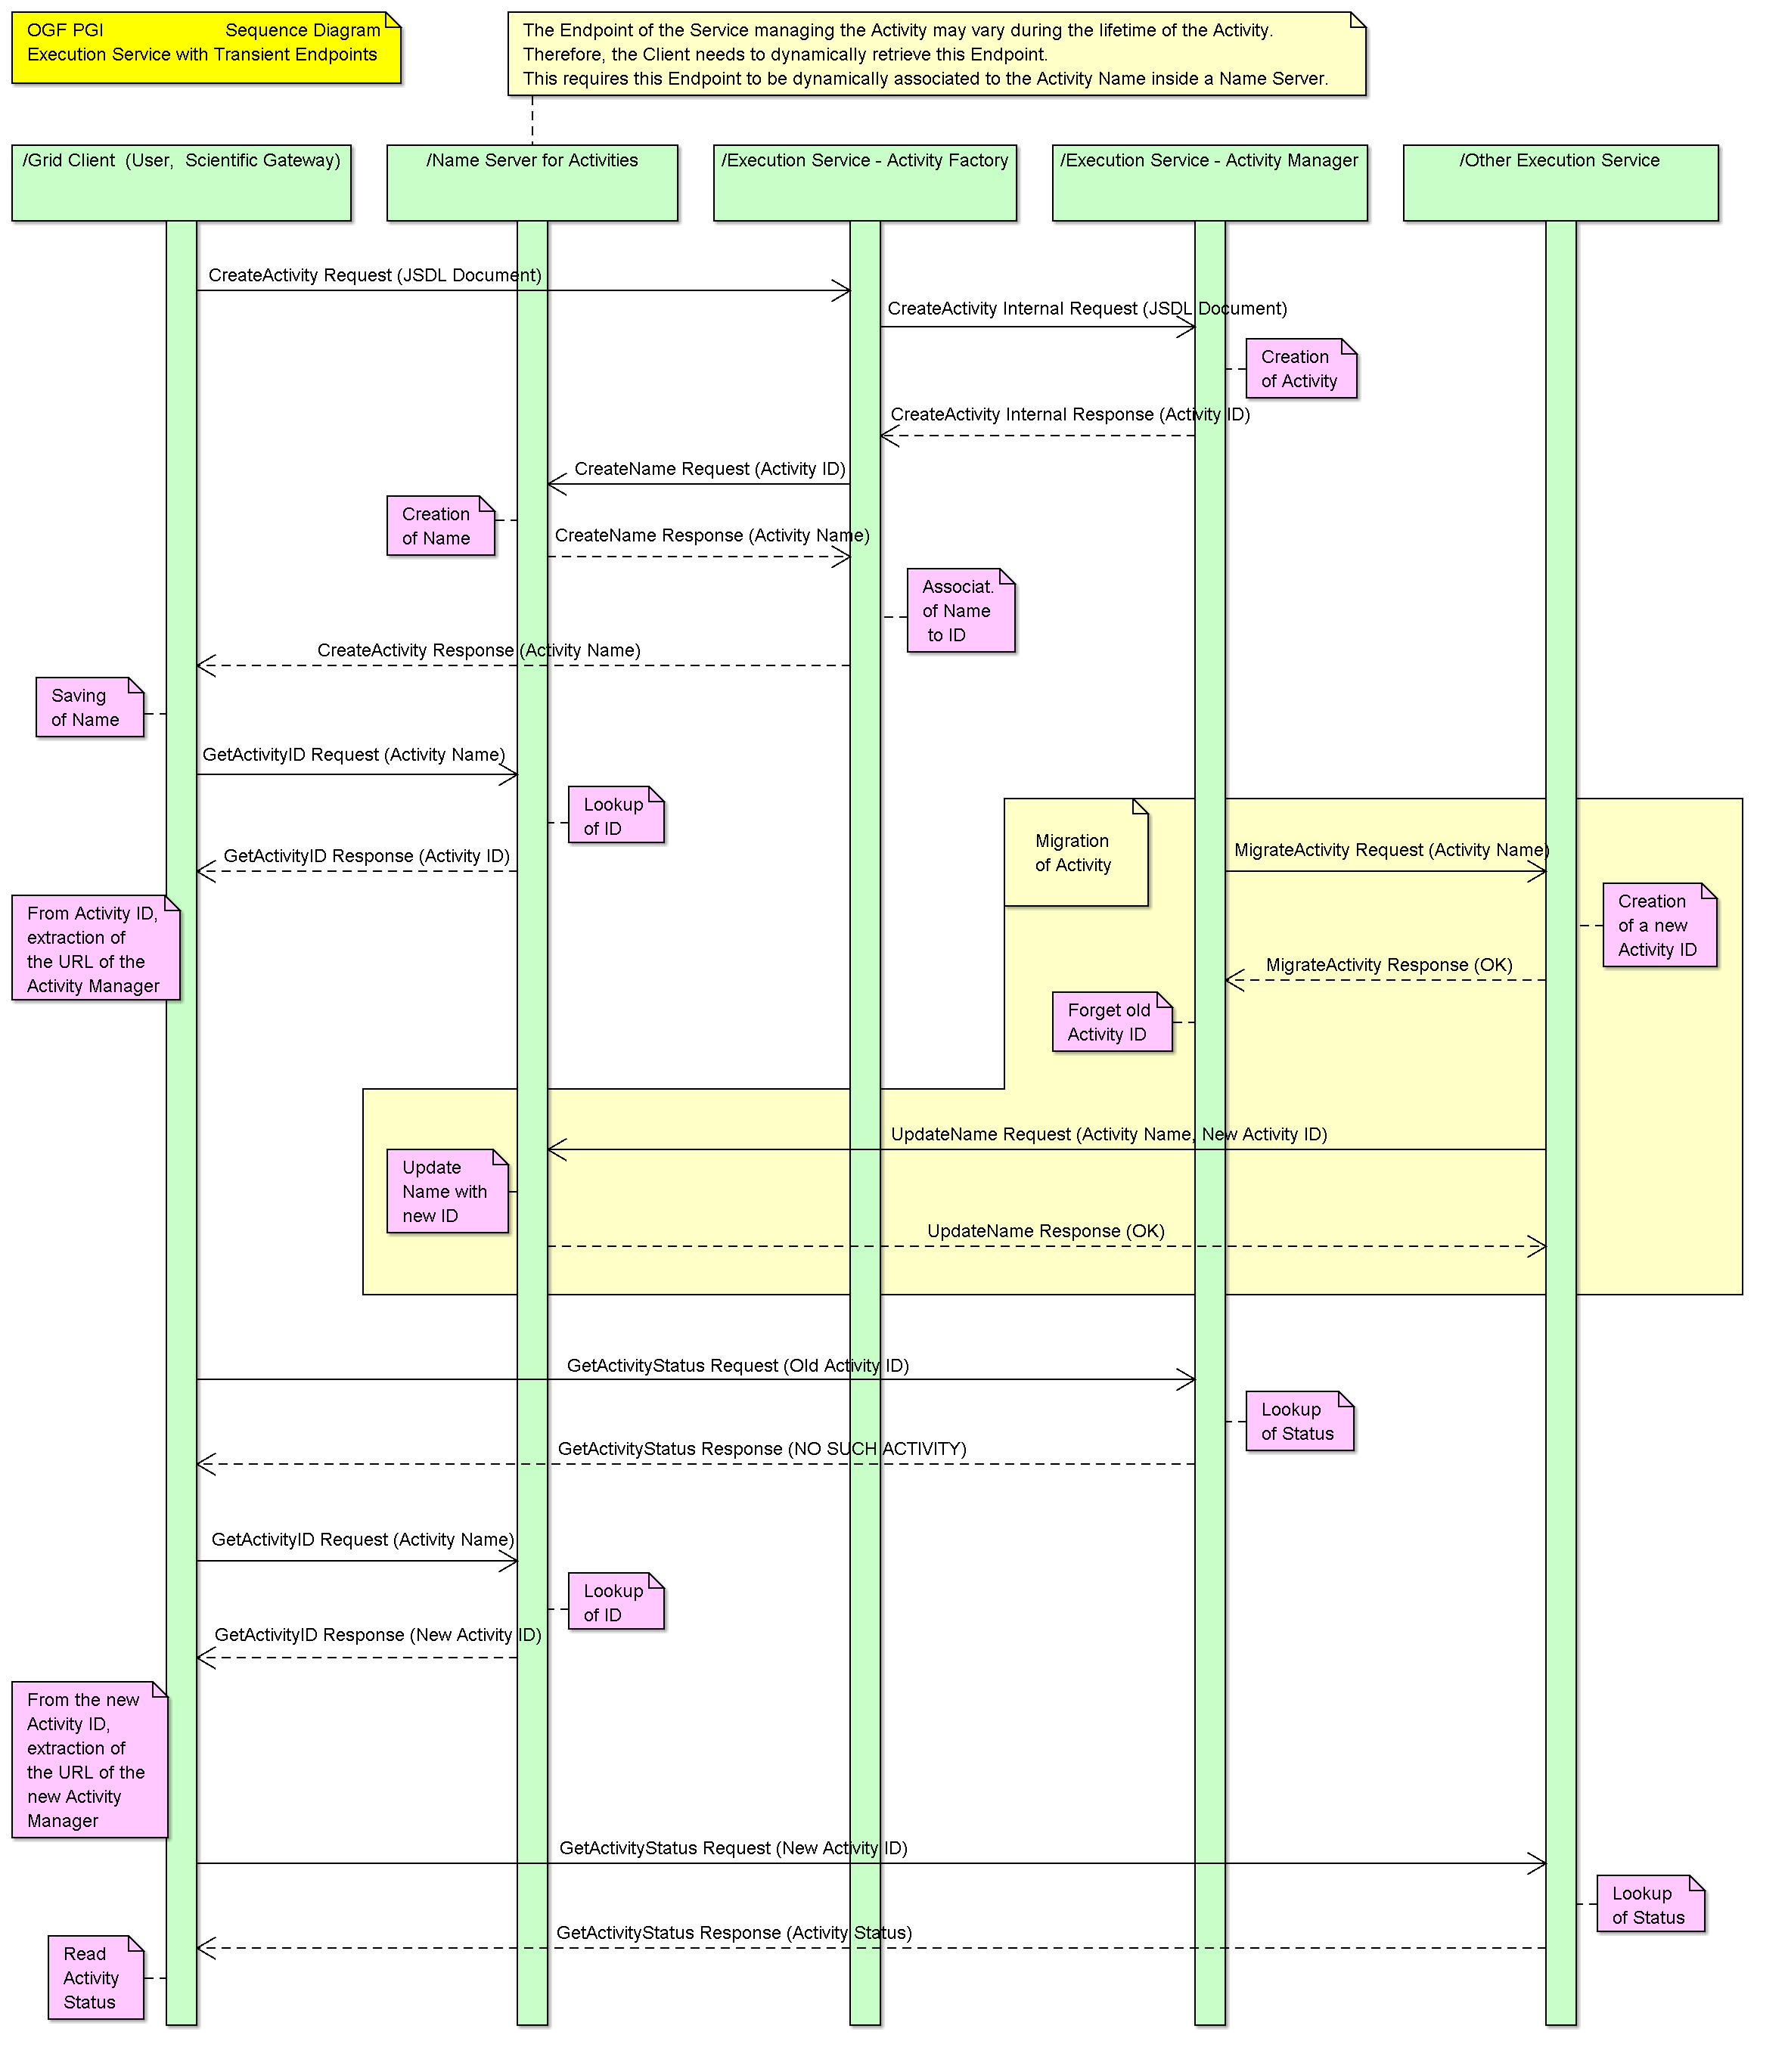 OGF PGI Sequence Diagram
Execution Service with Transient Endpoints
The Endpoint of the Service managing the Activity may vary during the lifetime of the Activity.
Therefore, the Client needs to dynamically retrieve this Endpoint.
This requires this Endpoint to be dynamically associated to the Activity Name inside a Name Server.
/Grid Client (User, Scientific Gateway)
/Name Server for Activities
/Execution Service - Activity Factory
/Execution Service - Activity Manager
/Other Execution Service
CreateActivity Request (JSDL Document)
CreateActivity Internal Request (JSDL Document)
Creation
of Activity
CreateActivity Internal Response (Activity ID)
CreateName Request (Activity ID)
Creation
of Name
CreateName Response (Activity Name)
Associat.
of Name
to ID
CreateActivity Response (Activity Name)
Saving
of Name
GetActivityID Request (Activity Name)
Lookup
of ID
Migration
of Activity
MigrateActivity Request (Activity Name)
GetActivityID Response (Activity ID)
From Activity ID,
extraction of
the URL of the
Activity Manager
Creation
of a new
Activity ID
MigrateActivity Response (OK)
Forget old
Activity ID
UpdateName Request (Activity Name, New Activity ID)
Update
Name with
new ID
UpdateName Response (OK)
GetActivityStatus Request (Old Activity ID)
Lookup
of Status
GetActivityStatus Response (NO SUCH ACTIVITY)
GetActivityID Request (Activity Name)
Lookup
of ID
GetActivityID Response (New Activity ID)
From the new
Activity ID,
extraction of
the URL of the
new Activity
Manager
GetActivityStatus Request (New Activity ID)
Lookup
of Status
GetActivityStatus Response (Activity Status)
Read
Activity
Status